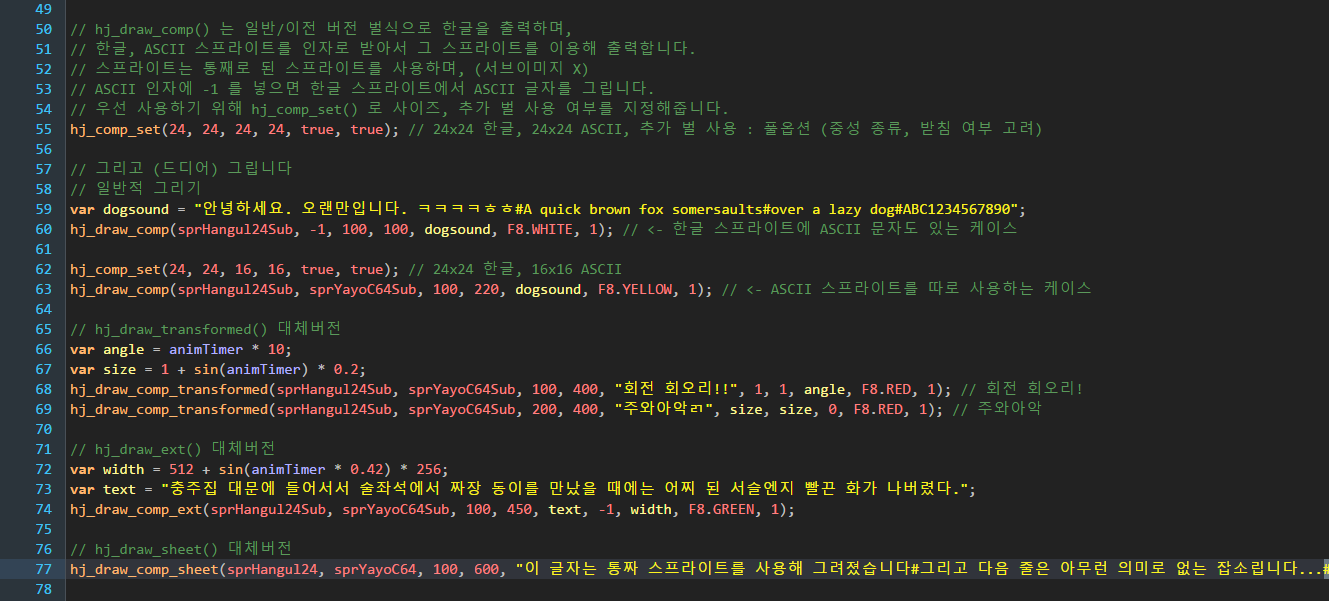 49
50 // hj_draw_comp() 는 일반/이전 버전 벌식으로 한글을 출력하며,
51 // 한글, ASCII 스프라이트를 인자로 받아서 그 스프라이트를 이용해 출력합니다.
52 // 스프라이트는 통째로 된 스프라이트를 사용하며, (서브이미지 X)
53 // ASCII 인자에 -1 를 넣으면 한글 스프라이트에서 ASCII 글자를 그립니다.
54 // 우선 사용하기 위해 hj_comp_set() 로 사이즈, 추가 벌 사용 여부를 지정해줍니다.
55 hj_comp_set(24, 24, 24, 24, true, true); // 24x24 한글, 24x24 ASCII, 추가 벌 사용 : 풀옵션 (중성 종류, 받침 여부 고려)
56
57 // 그리고 (드디어) 그립니다
58 // 일반적 그리기
59 var dogsound = "안녕하세요. 오랜만입니다. ㅋㅋㅋㅋㅎㅎ#A quick brown fox somersaults#over a lazy dog#ABC1234567890";
60 hj_draw_comp(sprHangul24Sub, -1, 100, 100, dogsound, F8.WHITE, 1); // <- 한글 스프라이트에 ASCII 문자도 있는 케이스
61
62 hj_comp_set(24, 24, 16, 16, true, true); // 24x24 한글, 16x16 ASCII
63 hj_draw_comp(sprHangul24Sub, sprYayoC64Sub, 100, 220, dogsound, F8.YELLOW, 1); // <- ASCII 스프라이트를 따로 사용하는 케이스
64
65 // hj_draw_transformed() 대체버전
66 var angle = animTimer * 10;
67 var size = 1 + sin(animTimer) * 0.2;
68 hj_draw_comp_transformed(sprHangul24Sub, sprYayoC64Sub, 100, 400, "회전 회오리!!", 1, 1, angle, F8.RED, 1); // 회전 회오리!
69 hj_draw_comp_transformed(sprHangul24Sub, sprYayoC64Sub, 200, 400, "주와아악ㄺ", size, size, 0, F8.RED, 1); // 주와아악
70
71 // hj_draw_ext() 대체버전
72 var width = 512 + sin(animTimer * 0.42) * 256;
73 var text = "충주집 대문에 들어서서 술좌석에서 짜장 동이를 만났을 때에는 어찌 된 서슬엔지 빨끈 화가 나버렸다.";
74 hj_draw_comp_ext(sprHangul24Sub, sprYayoC64Sub, 100, 450, text, -1, width, F8.GREEN, 1);
75
76 // hj_draw_sheet() 대체버전
77 hj_draw_comp_sheet(sprHangul24, sprYayoC64, 100, 600, "이 글자는 통짜 스프라이트를 사용해 그려졌습니다#그리고 다음 줄은 아무런 의미로 없는 잡소립니다...#
78